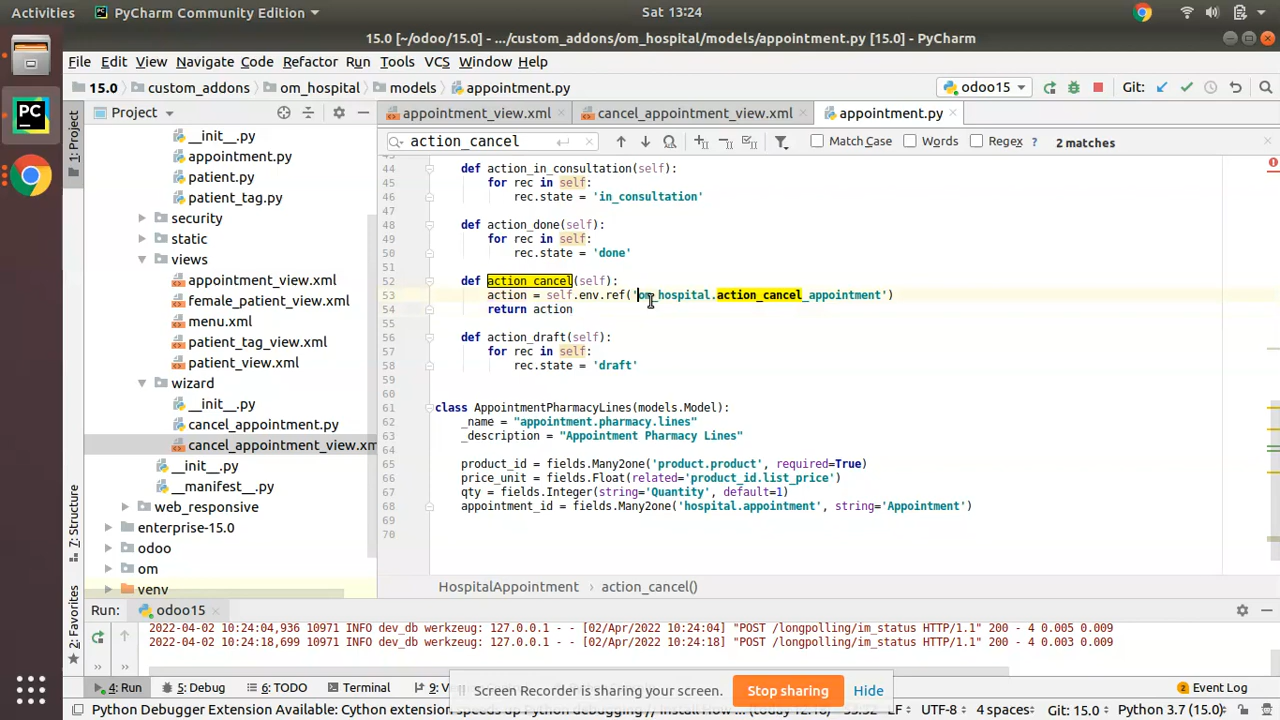 Activities PyCharm Community Edition Sat 13:24
15.0 [~/odoo/15.0] - .../custom_addons/om_hospital/models/appointment.py [15.0] - PyCharm
File Edit View Navigate Code Refactor Run Tools VCS Window Help
15.0 custom_addons om_hospital models appointment.py odoo15 Git:
Project appointment_view.xml cancel_appointment_view.xml appointment.py
action_cancel Match Case Words Regex ? 2 matches
1: Project
7: Structure
2: Favorites
__init__.py
appointment.py
patient.py
patient_tag.py
security
static
views
appointment_view.xml
female_patient_view.xml
menu.xml
patient_tag_view.xml
patient_view.xml
wizard
__init__.py
cancel_appointment.py
cancel_appointment_view.xm
__init__.py
__manifest__.py
web_responsive
enterprise-15.0
odoo
om
venv
44 def action_in_consultation(self):
45 for rec in self:
46 rec.state = 'in_consultation'
47
48 def action_done(self):
49 for rec in self:
50 rec.state = 'done'
51
52 def action_cancel(self):
53 action = self.env.ref('om_hospital.action_cancel_appointment')
54 return action
55
56 def action_draft(self):
57 for rec in self:
58 rec.state = 'draft'
59
60
61 class AppointmentPharmacyLines(models.Model):
62 _name = "appointment.pharmacy.lines"
63 _description = "Appointment Pharmacy Lines"
64
65 product_id = fields.Many2one('product.product', required=True)
66 price_unit = fields.Float(related='product_id.list_price')
67 qty = fields.Integer(string='Quantity', default=1)
68 appointment_id = fields.Many2one('hospital.appointment', string='Appointment')
69
70
HospitalAppointment › action_cancel()
Run: odoo15
2022-04-02 10:24:04,936 10971 INFO dev_db werkzeug: 127.0.0.1 - - [02/Apr/2022 10:24:04] "POST /longpolling/im_status HTTP/1.1" 200 - 4 0.005 0.009
2022-04-02 10:24:18,699 10971 INFO dev_db werkzeug: 127.0.0.1 - - [02/Apr/2022 10:24:18] "POST /longpolling/im_status HTTP/1.1" 200 - 4 0.003 0.009
4: Run 5: Debug 6: TODO Terminal 9: V 2 Event Log
Screen Recorder is sharing your screen. Stop sharing Hide
Python Debugger Extension Available: Cython extension speeds up Python debugging // Install How ... (today 12:18) LF UTF-8 4 spaces Git: 15.0 Python 3.7 (15.0)